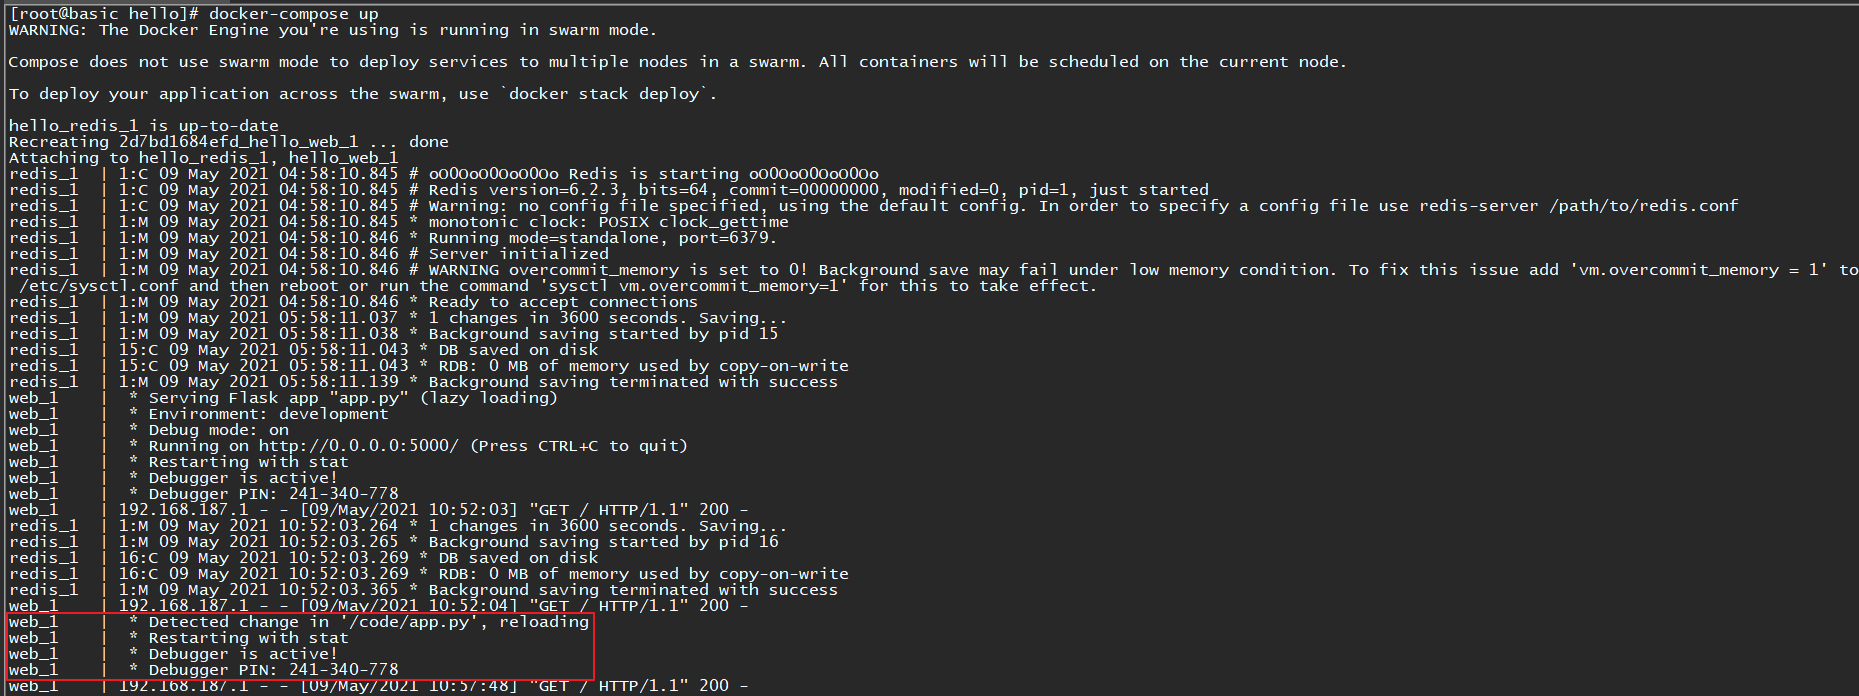 [root@basic hello]# docker-compose up
WARNING: The Docker Engine you're using is running in swarm mode.
Compose does not use swarm mode to deploy services to multiple nodes in a swarm. All containers will be scheduled on the current node.
To deploy your application across the swarm, use `docker stack deploy`.
hello_redis_1 is up-to-date
Recreating 2d7bd1684efd_hello_web_1 ... done
Attaching to hello_redis_1, hello_web_1
redis_1  | 1:C 09 May 2021 04:58:10.845 # oO0OoO0OoO0Oo Redis is starting oO0OoO0OoO0Oo
redis_1  | 1:C 09 May 2021 04:58:10.845 # Redis version=6.2.3, bits=64, commit=00000000, modified=0, pid=1, just started
redis_1  | 1:C 09 May 2021 04:58:10.845 # Warning: no config file specified, using the default config. In order to specify a config file use redis-server /path/to/redis.conf
redis_1  | 1:M 09 May 2021 04:58:10.845 * monotonic clock: POSIX clock_gettime
redis_1  | 1:M 09 May 2021 04:58:10.846 * Running mode=standalone, port=6379.
redis_1  | 1:M 09 May 2021 04:58:10.846 # Server initialized
redis_1  | 1:M 09 May 2021 04:58:10.846 # WARNING overcommit_memory is set to 0! Background save may fail under low memory condition. To fix this issue add 'vm.overcommit_memory = 1' to
 /etc/sysctl.conf and then reboot or run the command 'sysctl vm.overcommit_memory=1' for this to take effect.
redis_1  | 1:M 09 May 2021 04:58:10.846 * Ready to accept connections
redis_1  | 1:M 09 May 2021 05:58:11.037 * 1 changes in 3600 seconds. Saving...
redis_1  | 1:M 09 May 2021 05:58:11.038 * Background saving started by pid 15
redis_1  | 15:C 09 May 2021 05:58:11.043 * DB saved on disk
redis_1  | 15:C 09 May 2021 05:58:11.043 * RDB: 0 MB of memory used by copy-on-write
redis_1  | 1:M 09 May 2021 05:58:11.139 * Background saving terminated with success
web_1    |  * Serving Flask app "app.py" (lazy loading)
web_1    |  * Environment: development
web_1    |  * Debug mode: on
web_1    |  * Running on http://0.0.0.0:5000/ (Press CTRL+C to quit)
web_1    |  * Restarting with stat
web_1    |  * Debugger is active!
web_1    |  * Debugger PIN: 241-340-778
web_1    | 192.168.187.1 - - [09/May/2021 10:52:03] "GET / HTTP/1.1" 200 -
redis_1  | 1:M 09 May 2021 10:52:03.264 * 1 changes in 3600 seconds. Saving...
redis_1  | 1:M 09 May 2021 10:52:03.265 * Background saving started by pid 16
redis_1  | 16:C 09 May 2021 10:52:03.269 * DB saved on disk
redis_1  | 16:C 09 May 2021 10:52:03.269 * RDB: 0 MB of memory used by copy-on-write
redis_1  | 1:M 09 May 2021 10:52:03.365 * Background saving terminated with success
web_1    | 192.168.187.1 - - [09/May/2021 10:52:04] "GET / HTTP/1.1" 200 -
web_1    |  * Detected change in '/code/app.py', reloading
web_1    |  * Restarting with stat
web_1    |  * Debugger is active!
web_1    |  * Debugger PIN: 241-340-778
web_1    | 192.168.187.1 - - [09/May/2021 10:57:48] "GET / HTTP/1.1" 200 -